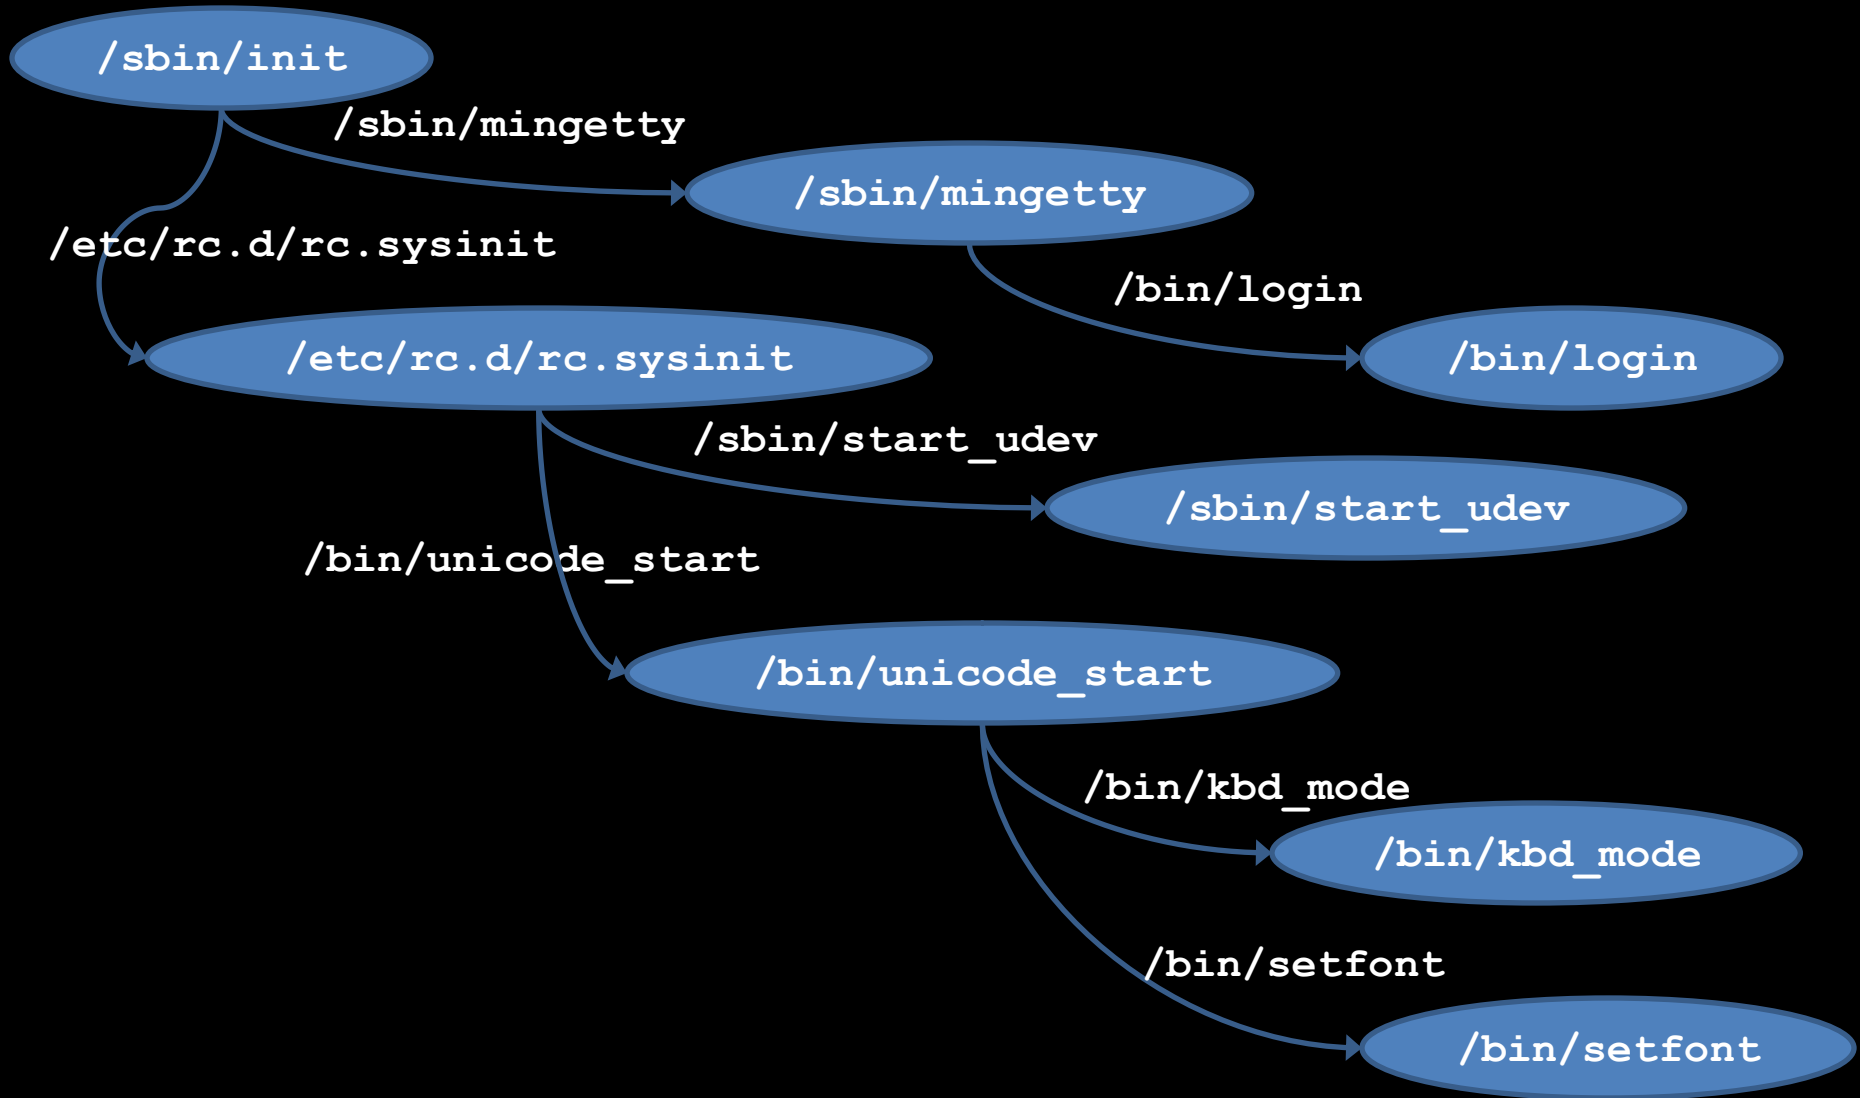 /sbin/init
/sbin/mingetty
/sbin/mingetty
/etc/rc.d/rc.sysinit
/bin/login
/etc/rc.d/rc.sysinit
/bin/login
/sbin/start_udev
/sbin/start_udev
/bin/unicode_start
/bin/unicode_start
/bin/kbd_mode
/bin/kbd_mode
/bin/setfont
/bin/setfont